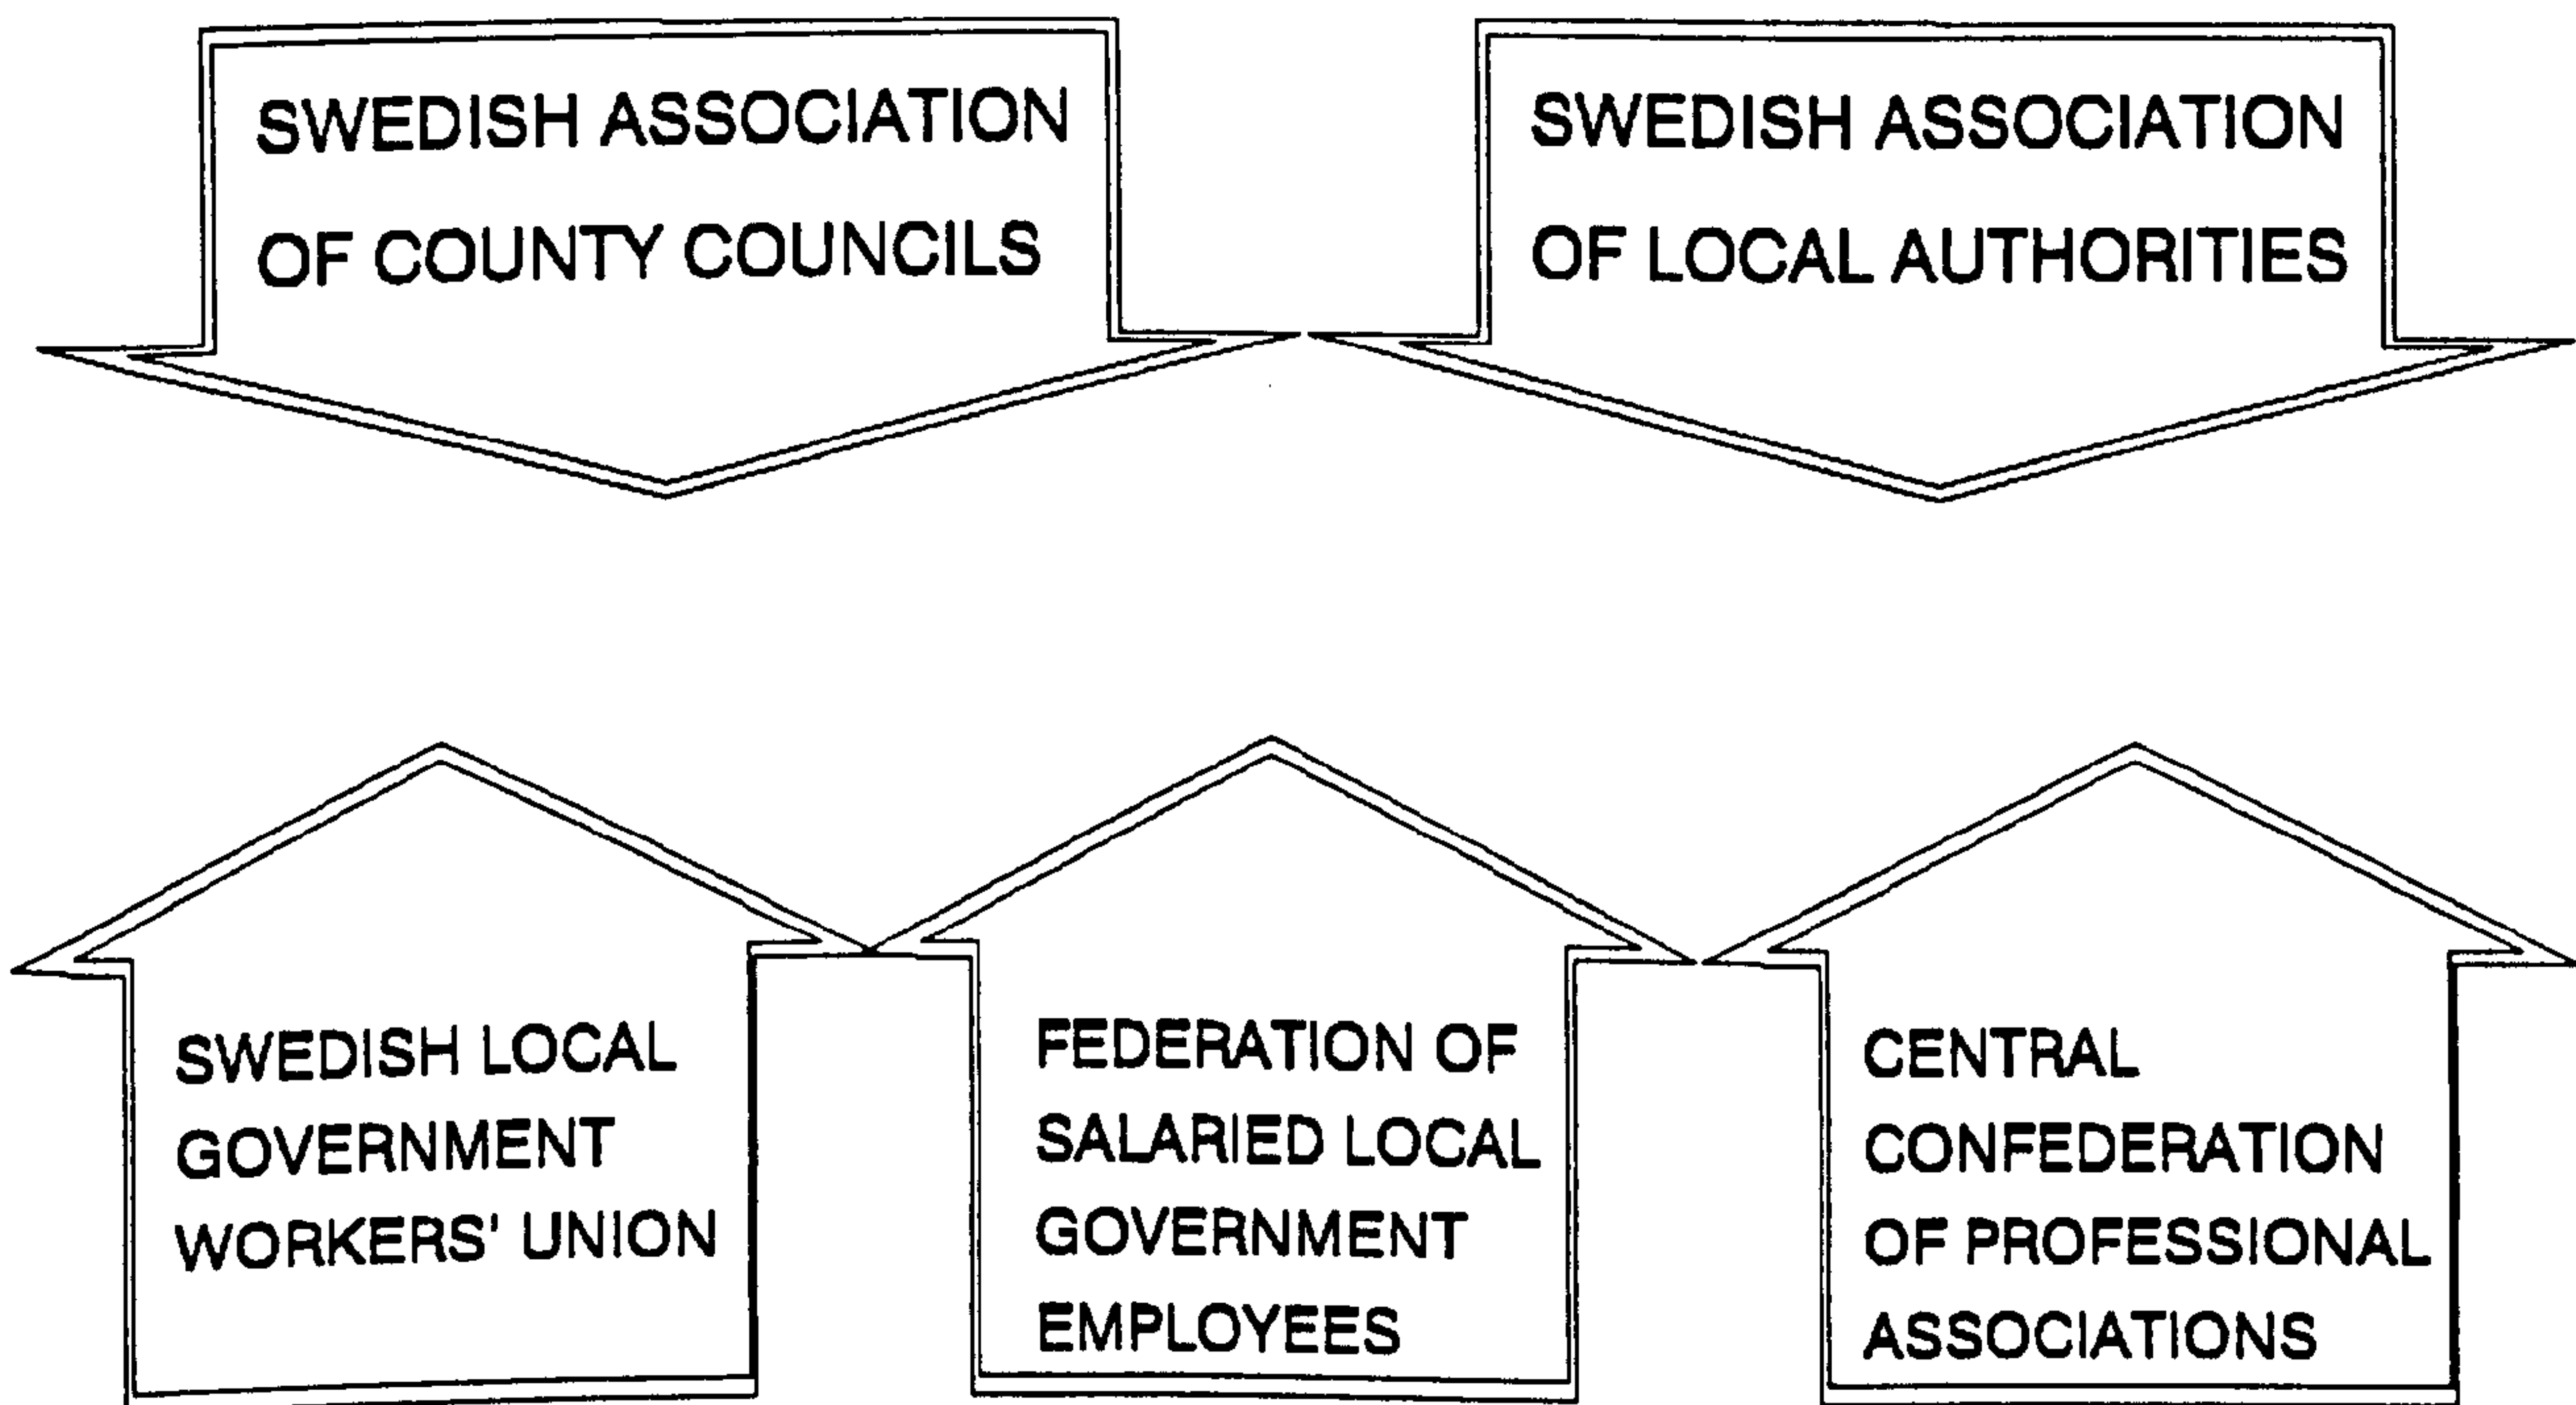 SWEDISH ASSOCIATION
OF COUNTY COUNCILS
SWEDISH ASSOCIATION
OF LOCAL AUTHORITIES
SWEDISH LOCAL
GOVERNMENT
WORKERS' UNION
FEDERATION OF
SALARIED LOCAL
GOVERNMENT
EMPLOYEES
CENTRAL
CONFEDERATION
OF PROFESSIONAL
ASSOCIATIONS